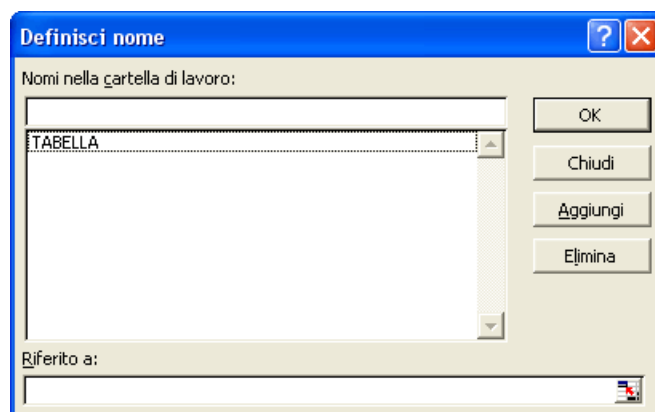 Definisci nome
Nomi nella cartella di lavoro:
OK
TABELLA
Chiudi
Aggiungi
Elimina
Riferito a: